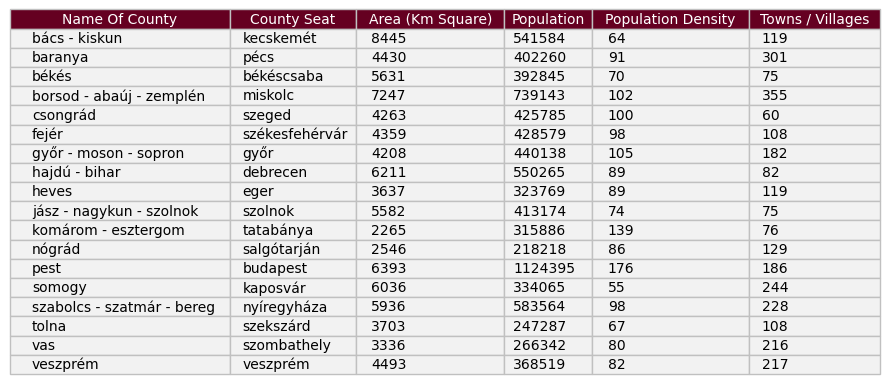 Name Of County County Seat Area (Km Square) Population Population Density Towns / Villages
bács - kiskun kecskemét 8445 541584 64 119
baranya pécs 4430 402260 91 301
békés békéscsaba 5631 392845 70 75
borsod - abaúj - zemplén miskolc 7247 739143 102 355
csongrád szeged 4263 425785 100 60
fejér székesfehérvár 4359 428579 98 108
győr - moson - sopron győr 4208 440138 105 182
hajdú - bihar debrecen 6211 550265 89 82
heves eger 3637 323769 89 119
jász - nagykun - szolnok szolnok 5582 413174 74 75
komárom - esztergom tatabánya 2265 315886 139 76
nógrád salgótarján 2546 218218 86 129
pest budapest 6393 1124395 176 186
somogy kaposvár 6036 334065 55 244
szabolcs - szatmár - bereg nyíregyháza 5936 583564 98 228
tolna szekszárd 3703 247287 67 108
vas szombathely 3336 266342 80 216
veszprém veszprém 4493 368519 82 217